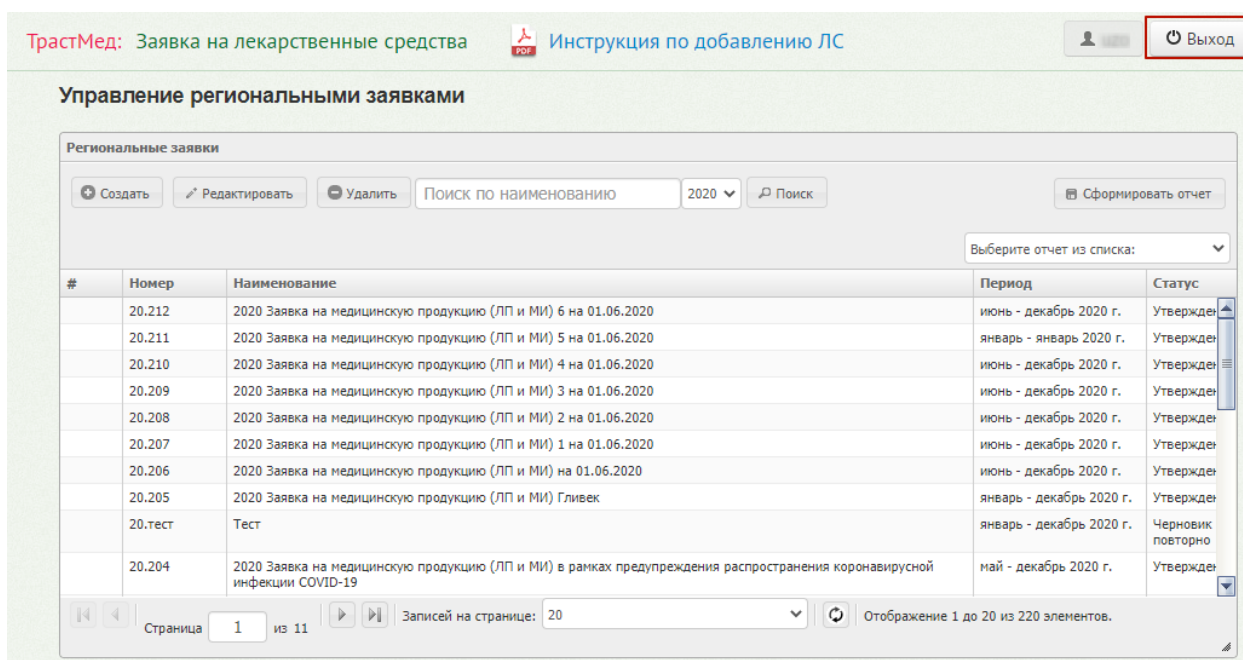 ТрастМед: Заявка на лекарственные средства PDF Инструкция по добавлению ЛС Выход
Управление региональными заявками
Региональные заявки
Создать Редактировать Удалить Поиск по наименованию 2020 Поиск Сформировать отчет
Выберите отчет из списка:
# Номер Наименование Период Статус
20.212 2020 Заявка на медицинскую продукцию (ЛП и МИ) 6 на 01.06.2020 июнь - декабрь 2020 г. Утвержден
20.211 2020 Заявка на медицинскую продукцию (ЛП и МИ) 5 на 01.06.2020 январь - январь 2020 г. Утвержден
20.210 2020 Заявка на медицинскую продукцию (ЛП и МИ) 4 на 01.06.2020 июнь - декабрь 2020 г. Утвержден
20.209 2020 Заявка на медицинскую продукцию (ЛП и МИ) 3 на 01.06.2020 июнь - декабрь 2020 г. Утвержден
20.208 2020 Заявка на медицинскую продукцию (ЛП и МИ) 2 на 01.06.2020 июнь - декабрь 2020 г. Утвержден
20.207 2020 Заявка на медицинскую продукцию (ЛП и МИ) 1 на 01.06.2020 июнь - декабрь 2020 г. Утвержден
20.206 2020 Заявка на медицинскую продукцию (ЛП и МИ) на 01.06.2020 июнь - декабрь 2020 г. Утвержден
20.205 2020 Заявка на медицинскую продукцию (ЛП и МИ) Гливек январь - декабрь 2020 г. Утвержден
20.тест Тест январь - декабрь 2020 г. Черновик
повторно
20.204 2020 Заявка на медицинскую продукцию (ЛП и МИ) в рамках предупреждения распространения коронавирусной май - декабрь 2020 г. Утвержден
инфекции COVID-19
Страница 1 из 11 Записей на странице: 20 Отображение 1 до 20 из 220 элементов.